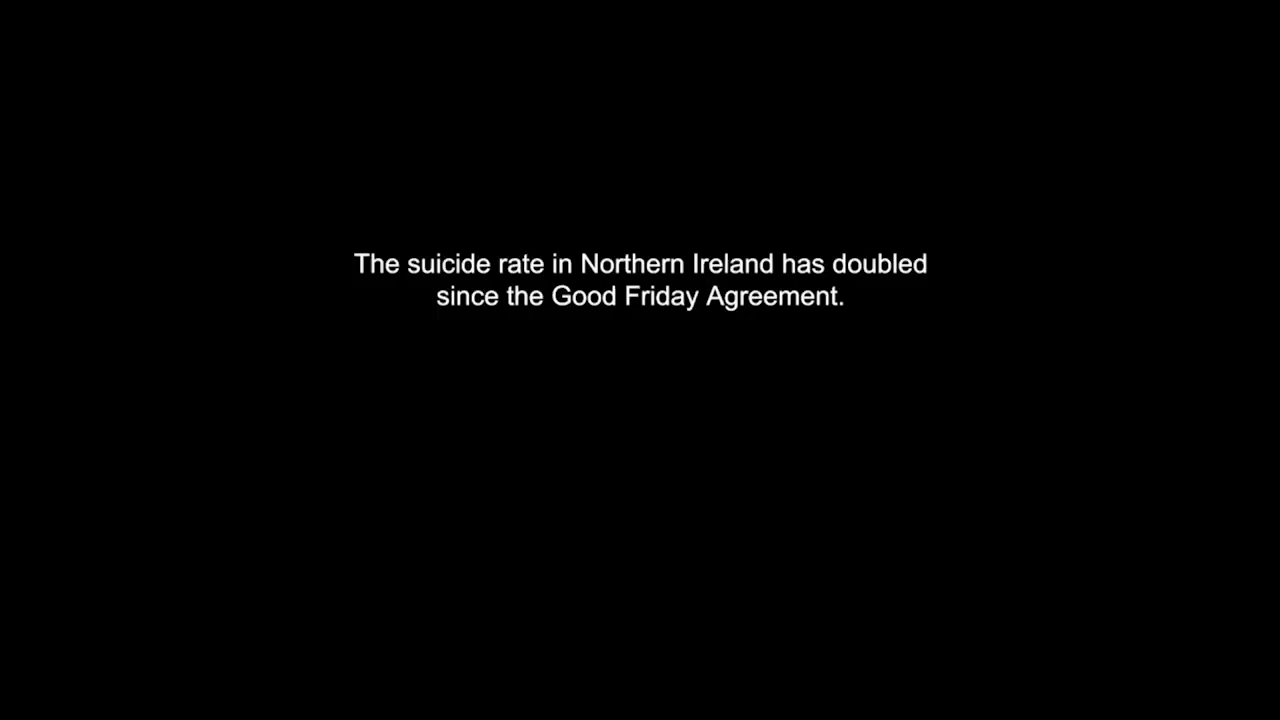 The suicide rate in Northern Ireland has doubled
since the Good Friday Agreement.